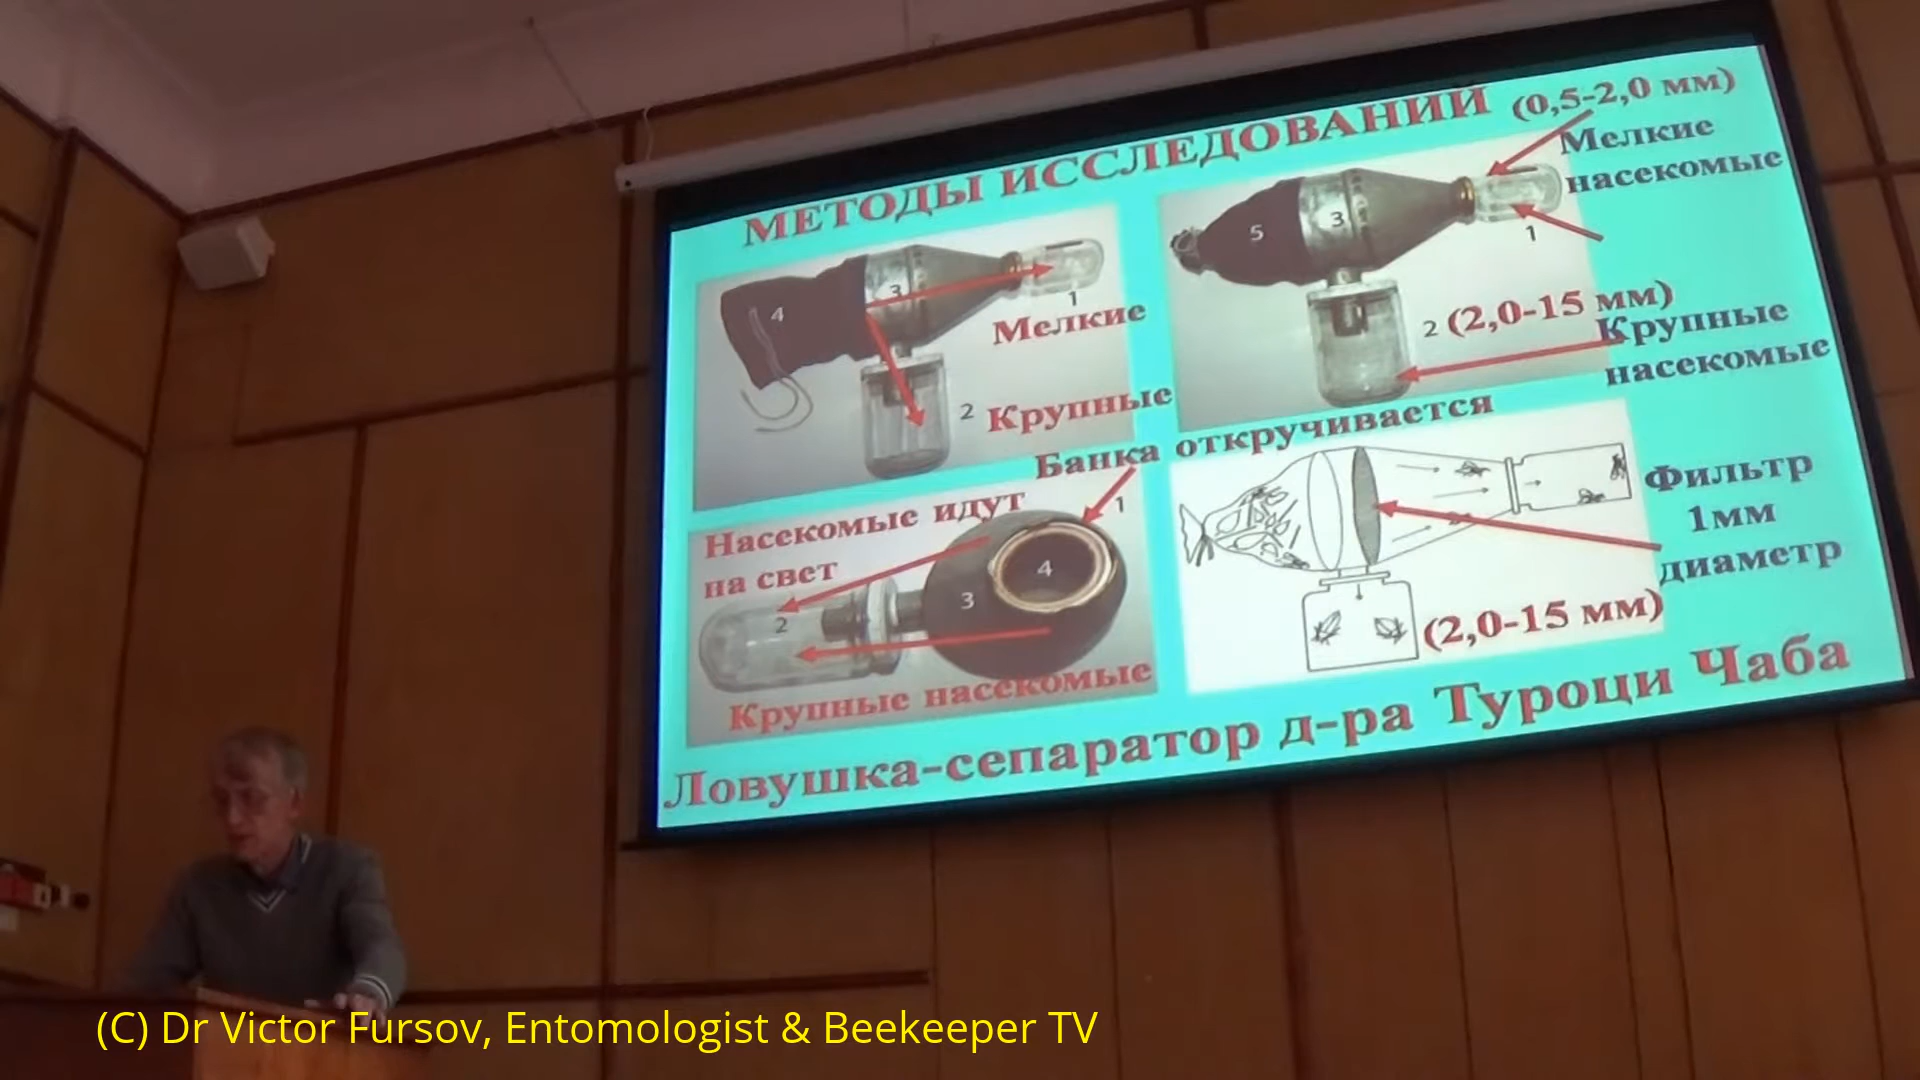 МЕТОДЫ ИССЛЕДОВАНИЙ
(0,5-2,0 мм)
Мелкие
насекомые
4
3
1
Мелкие
2
Крупные
5
3
1
2
(2,0-15 мм)
Крупные
насекомые
Банка откручивается
Насекомые идут
на свет
1
4
3
2
Крупные насекомые
Фильтр
1мм
диаметр
(2,0-15 мм)
Ловушка-сепаратор д-ра Туроци Чаба
(C) Dr Victor Fursov, Entomologist & Beekeeper TV